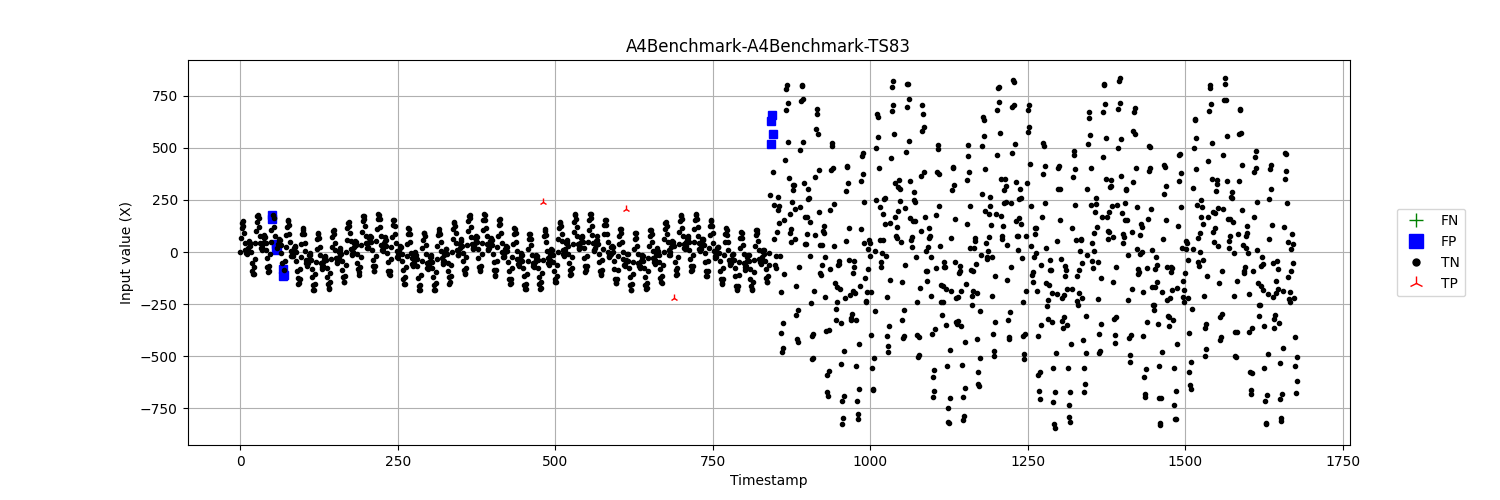 A4Benchmark-A4Benchmark-TS83
Input value (X)
750
500
250
0
−250
−500
−750
0 250 500 750 1000 1250 1500 1750
Timestamp
FN
FP
TN
TP